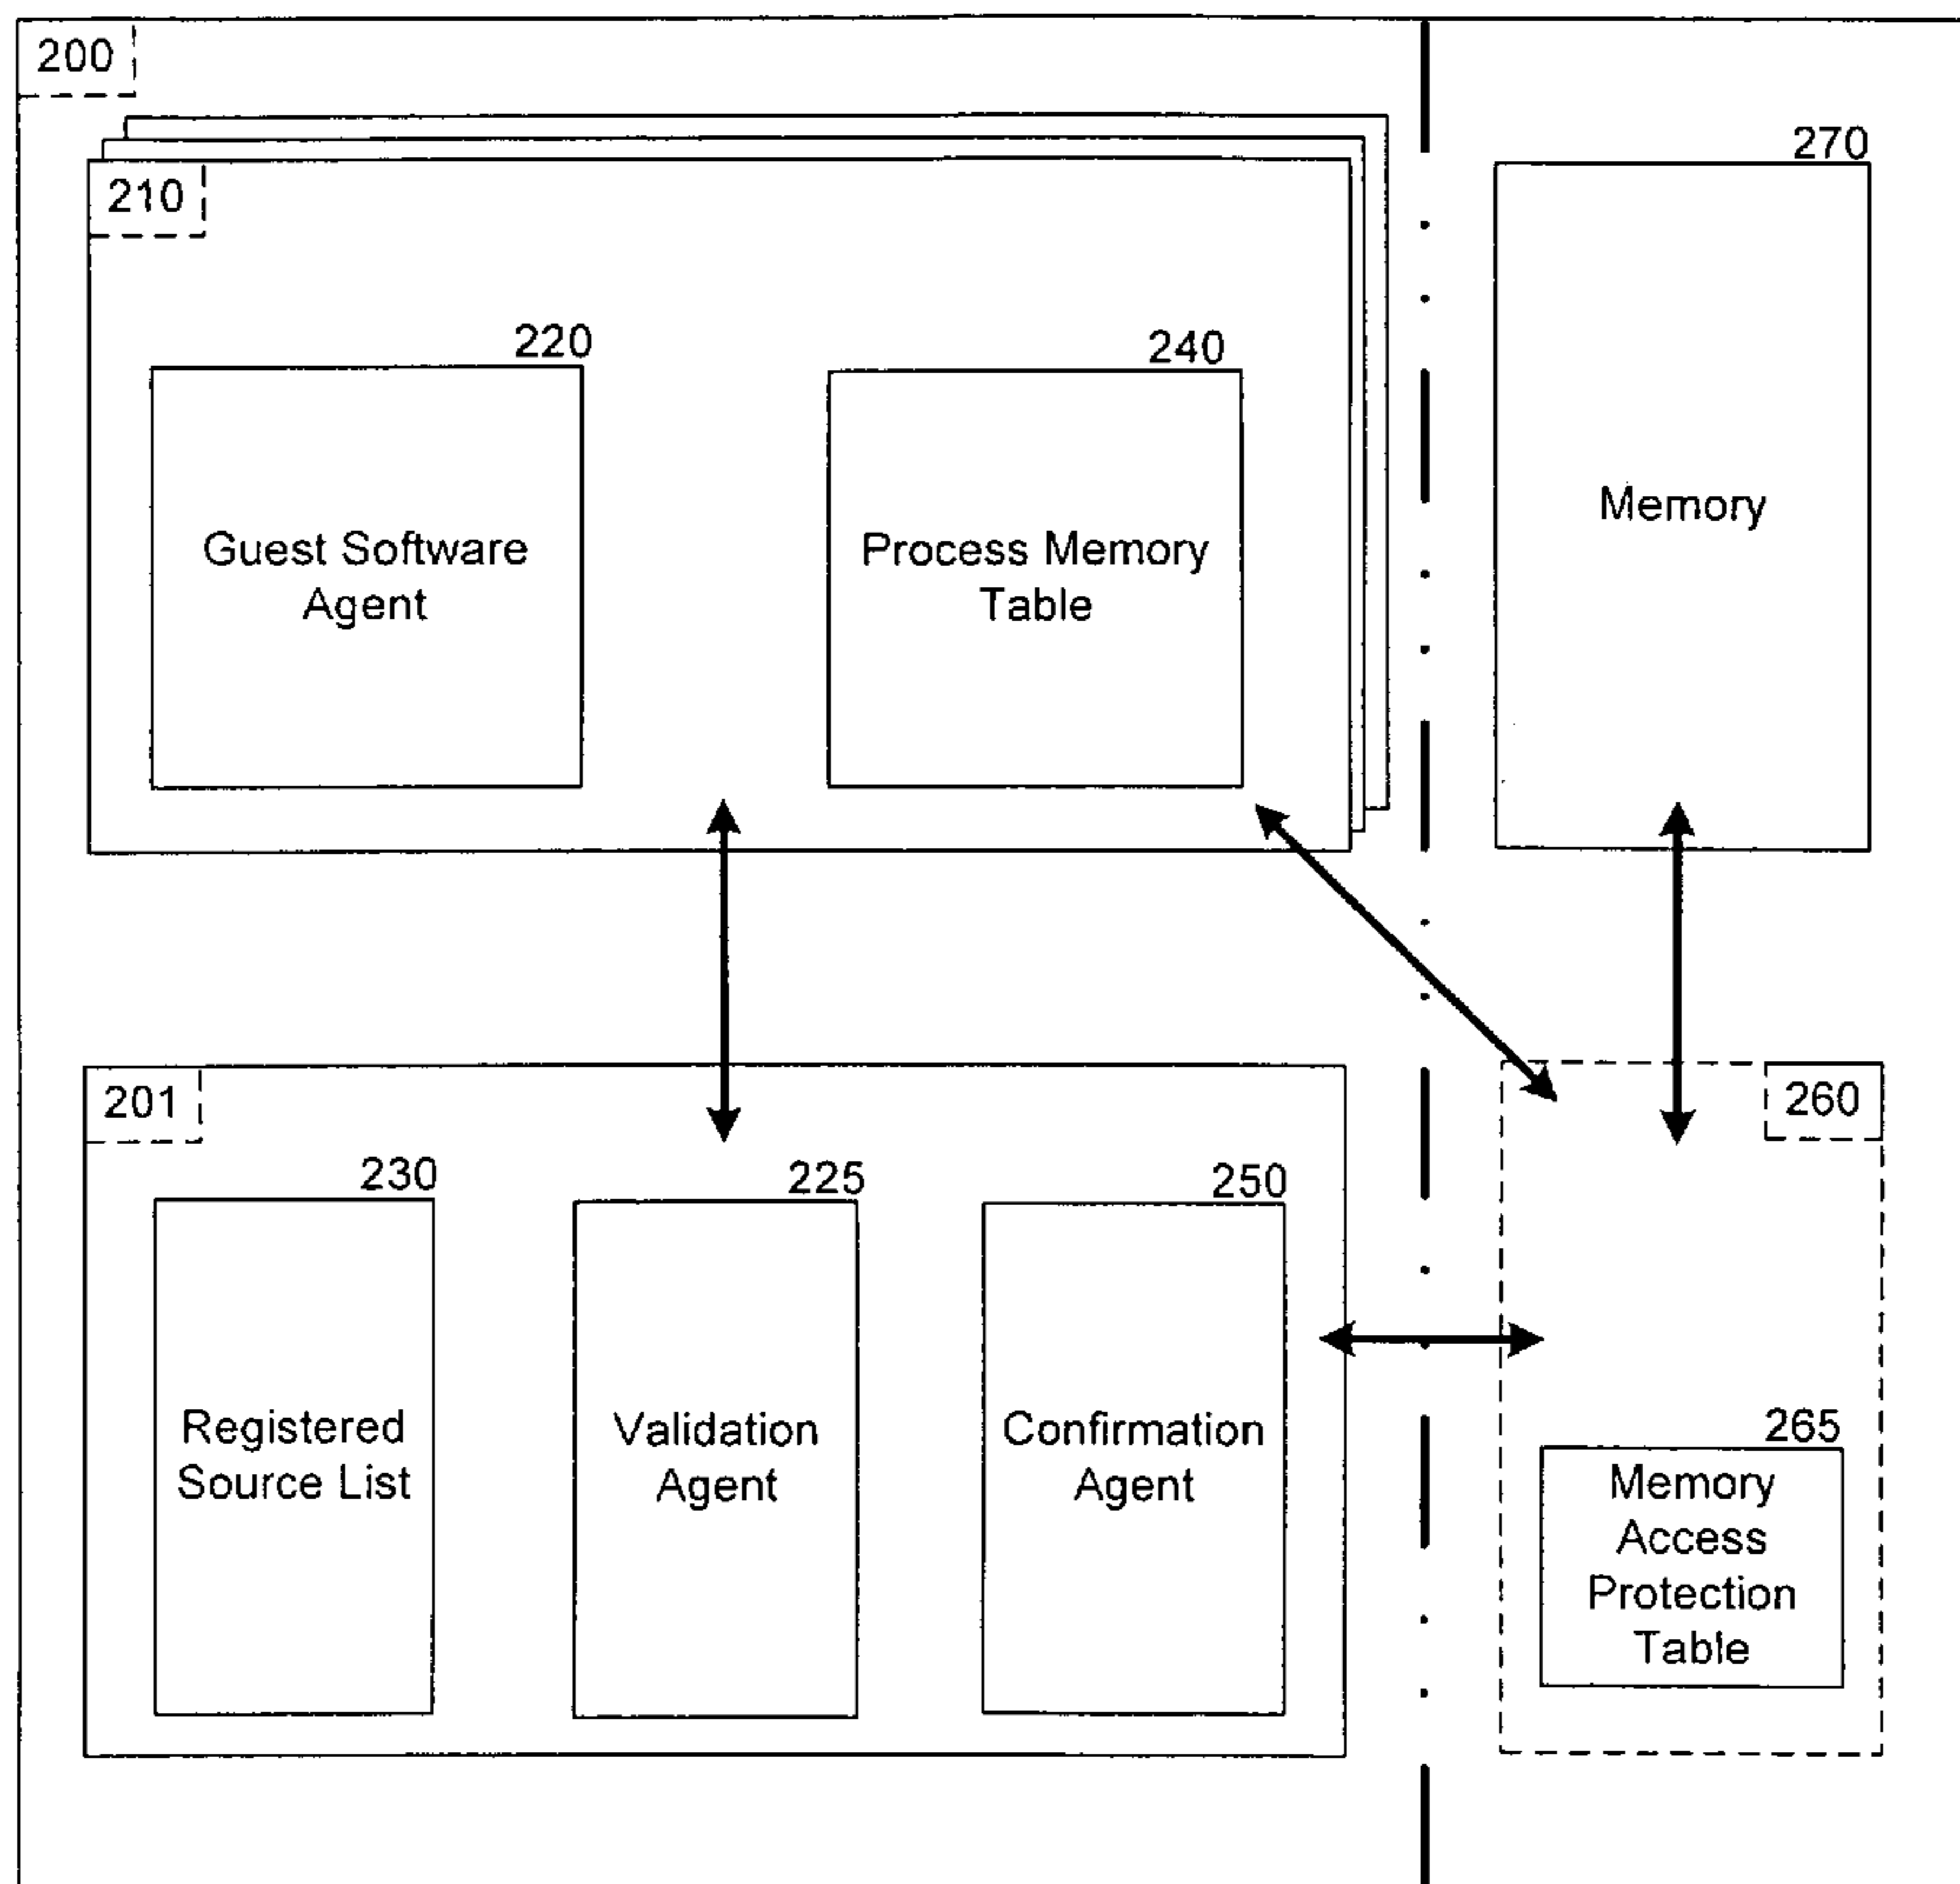 200
210
270
220
240
Guest Software
Agent
Process Memory
Table
Memory
201
260
230
225
250
Registered
Source List
Validation
Agent
Confirmation
Agent
265
Memory
Access
Protection
Table